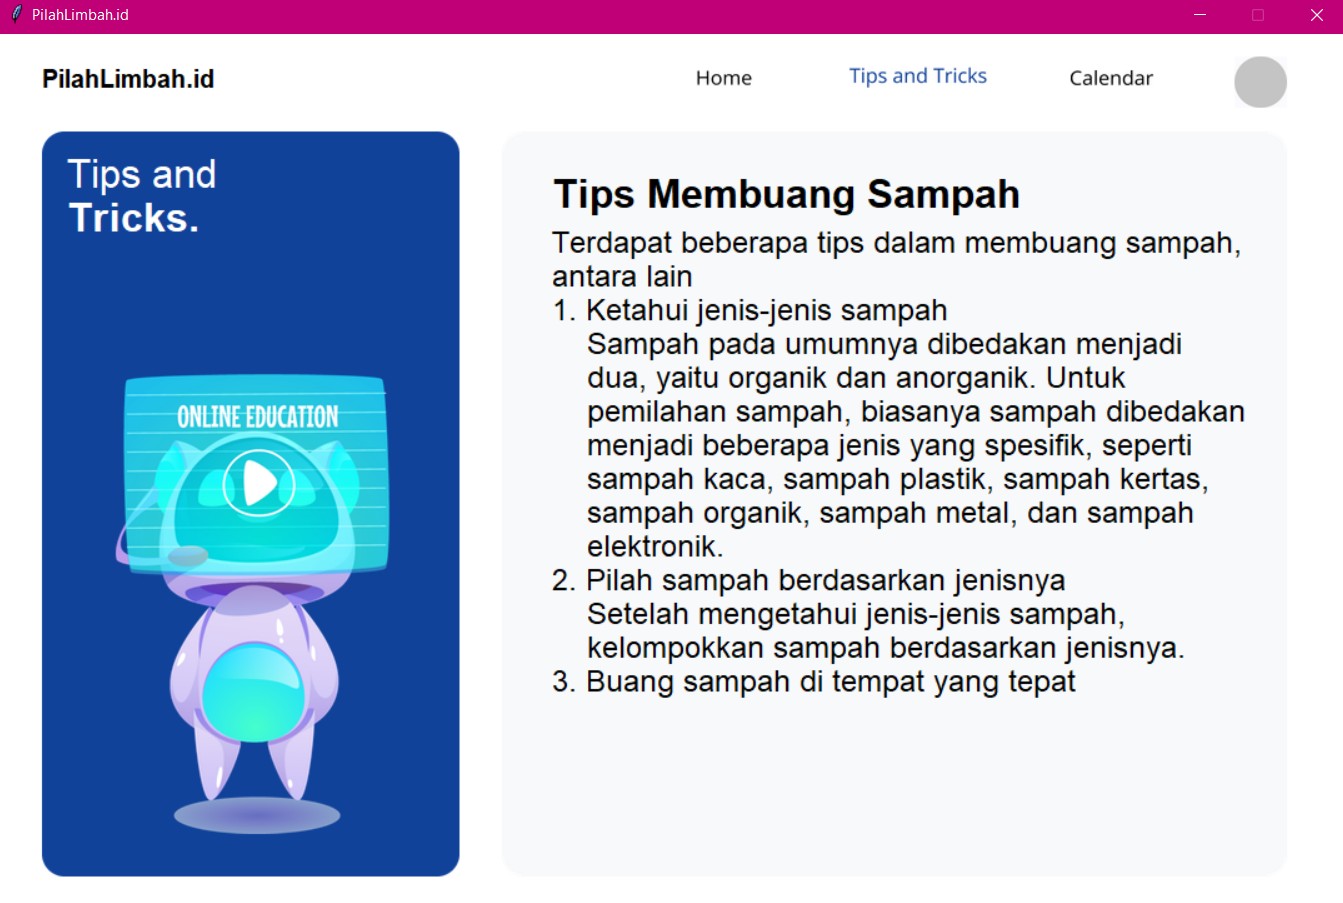 PilahLimbah.id
PilahLimbah.id
Home
Tips and Tricks
Calendar
Tips and
Tricks.
ONLINE EDUCATION
Tips Membuang Sampah
Terdapat beberapa tips dalam membuang sampah,
antara lain
1. Ketahui jenis-jenis sampah
Sampah pada umumnya dibedakan menjadi
dua, yaitu organik dan anorganik. Untuk
pemilahan sampah, biasanya sampah dibedakan
menjadi beberapa jenis yang spesifik, seperti
sampah kaca, sampah plastik, sampah kertas,
sampah organik, sampah metal, dan sampah
elektronik.
2. Pilah sampah berdasarkan jenisnya
Setelah mengetahui jenis-jenis sampah,
kelompokkan sampah berdasarkan jenisnya.
3. Buang sampah di tempat yang tepat